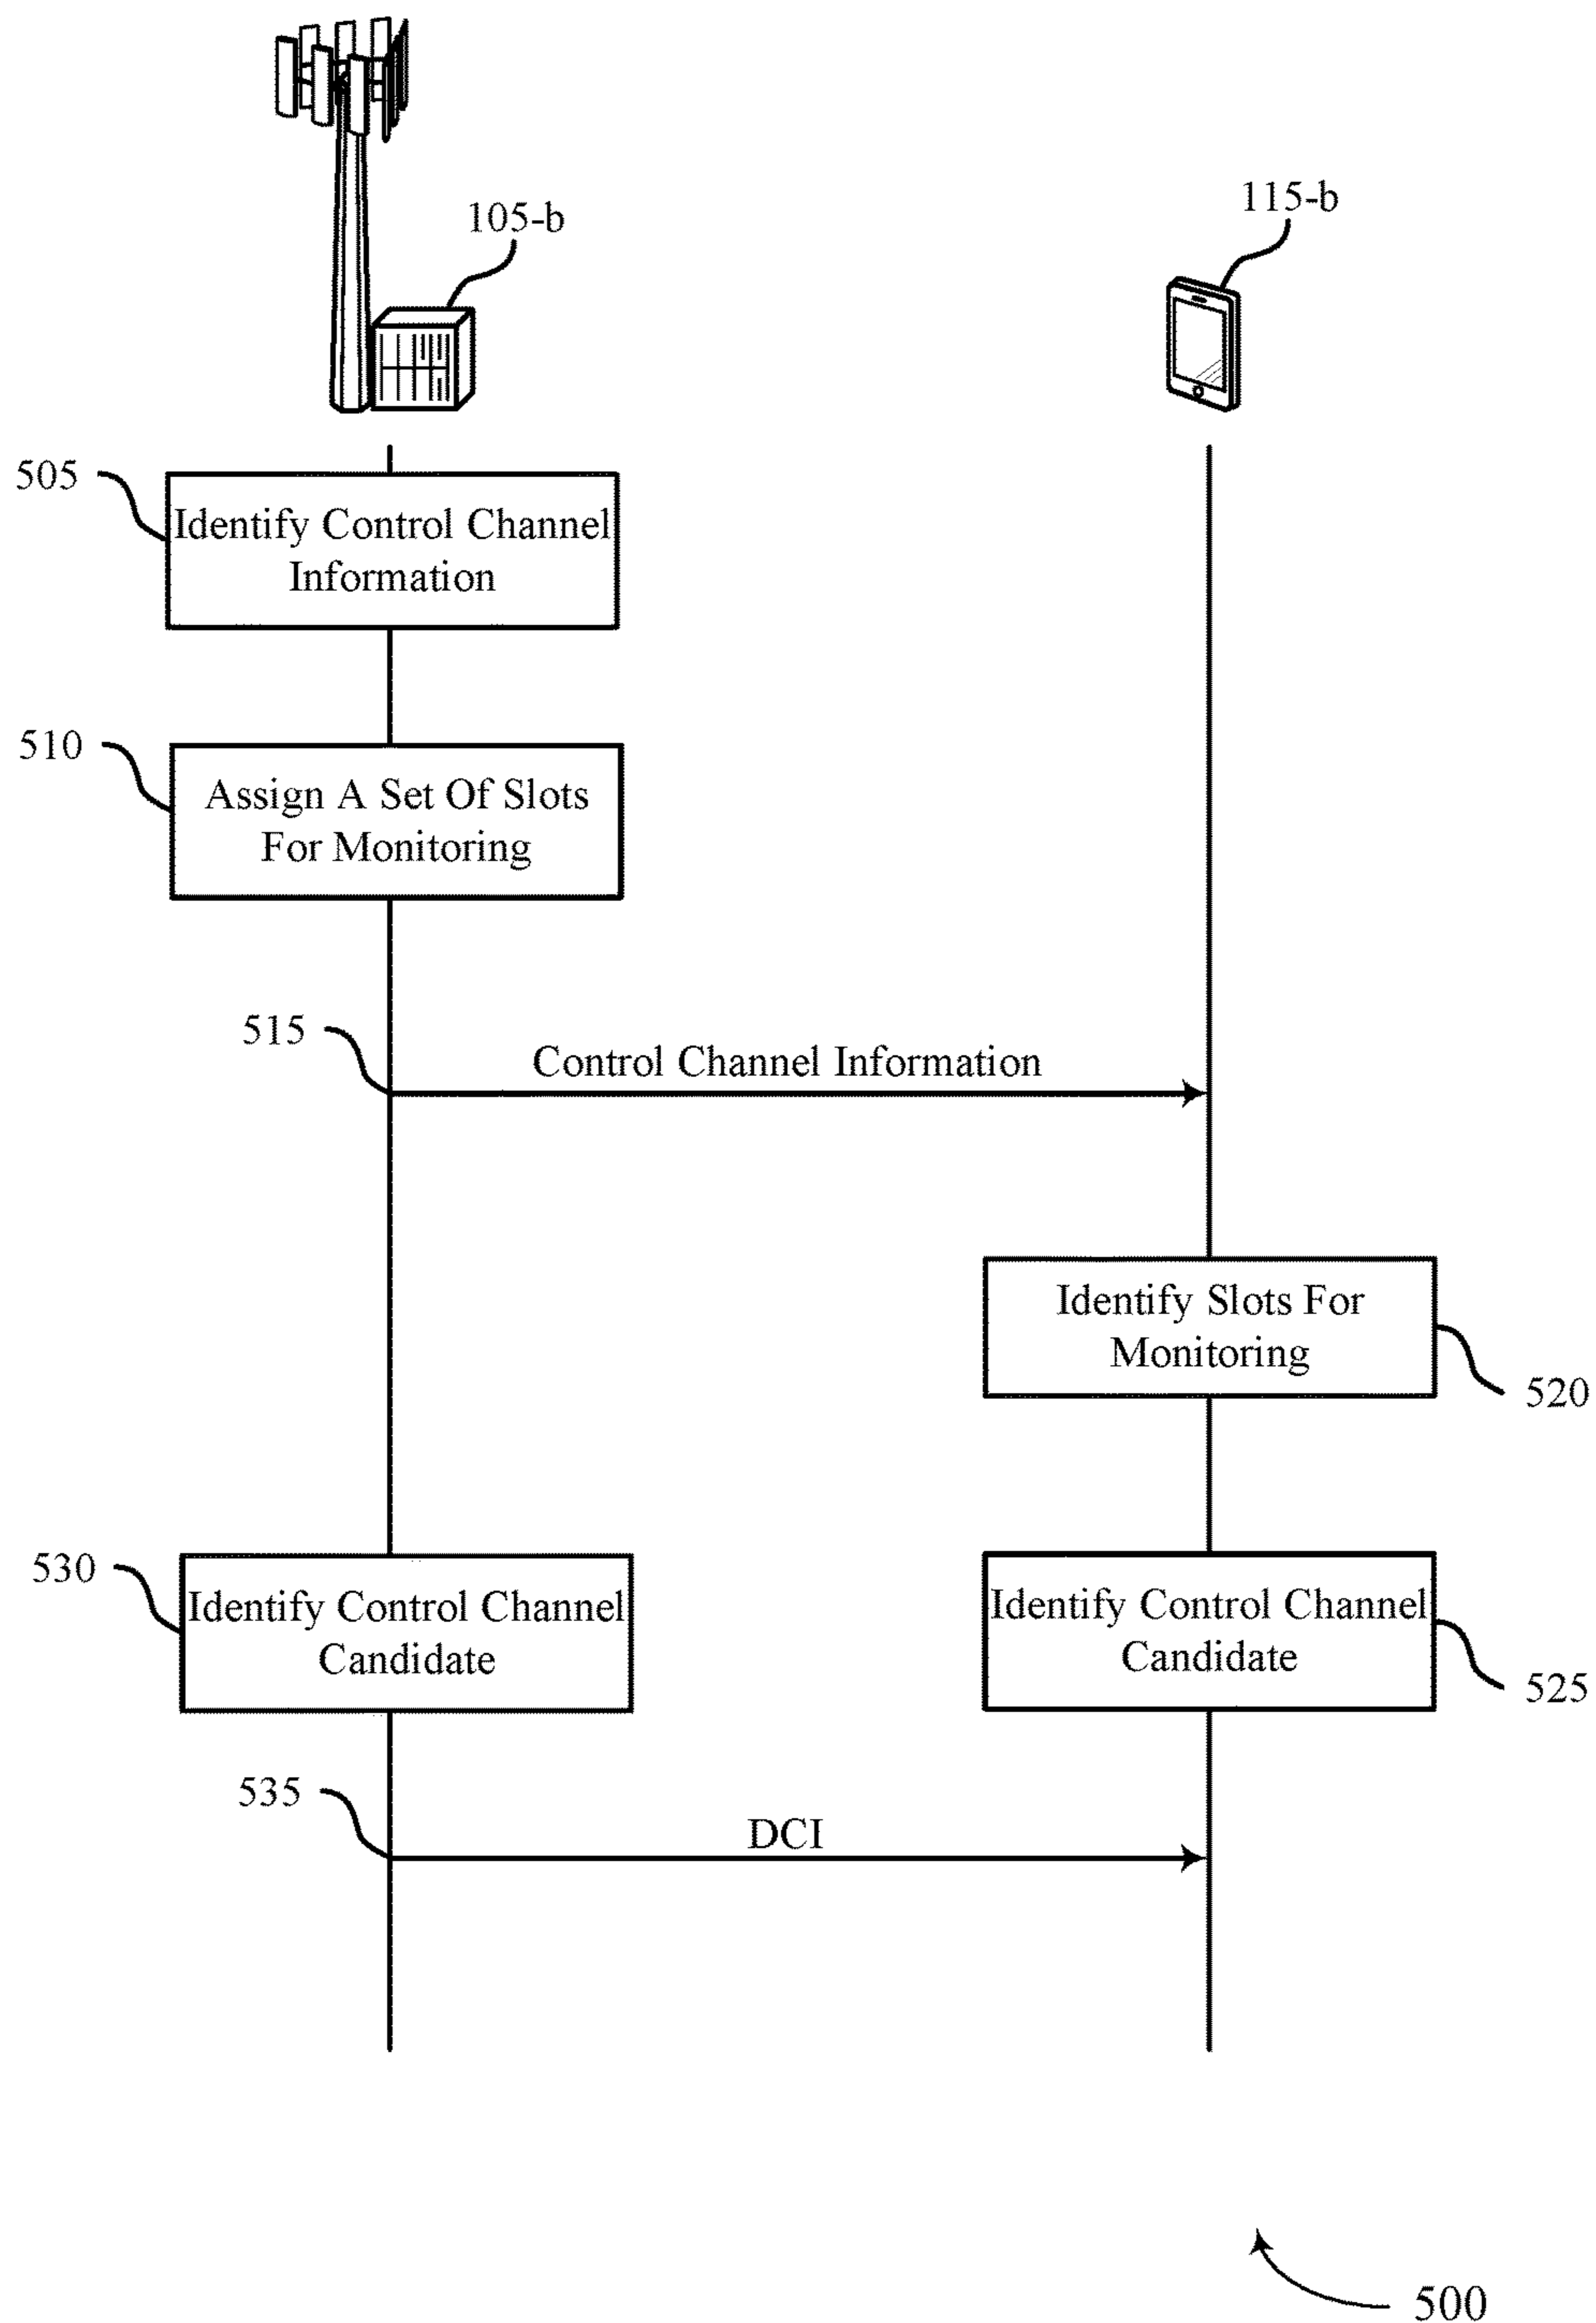 105-b
115-b
505
Identify Control Channel
Information
510
Assign A Set Of Slots
For Monitoring
515
Control Channel Information
Identify Slots For
Monitoring
520
530
Identify Control Channel
Candidate
Identify Control Channel
Candidate
525
535
DCI
500